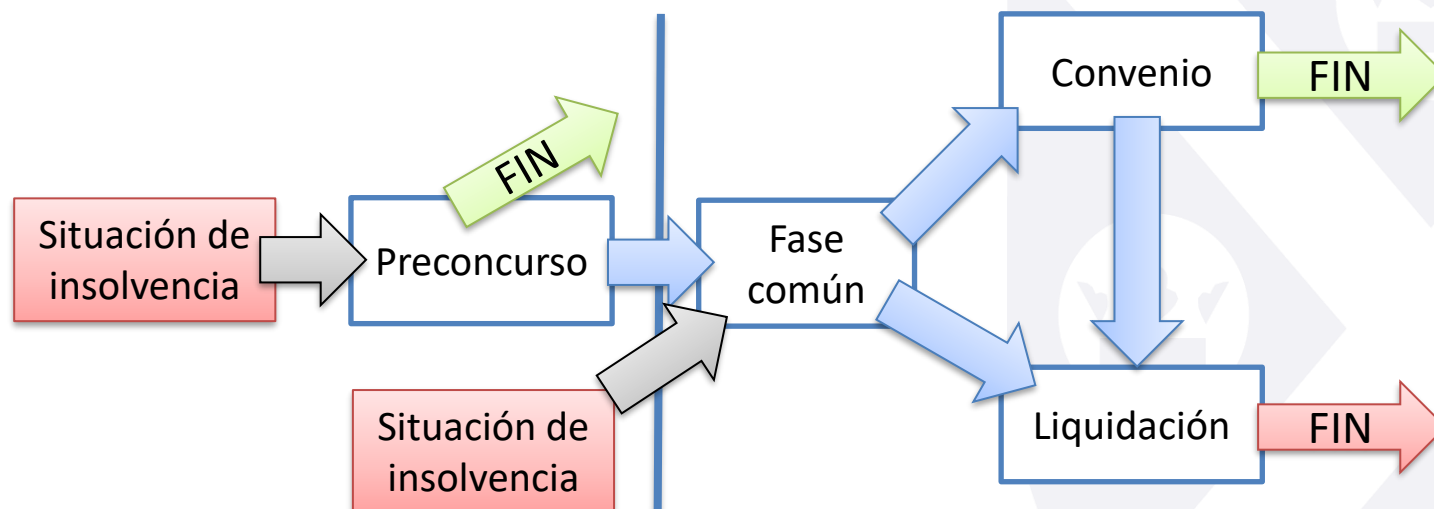 Situación de
insolvencia
Preconcurso
FIN
Situación de
insolvencia
Fase
común
Convenio
FIN
Liquidación
FIN